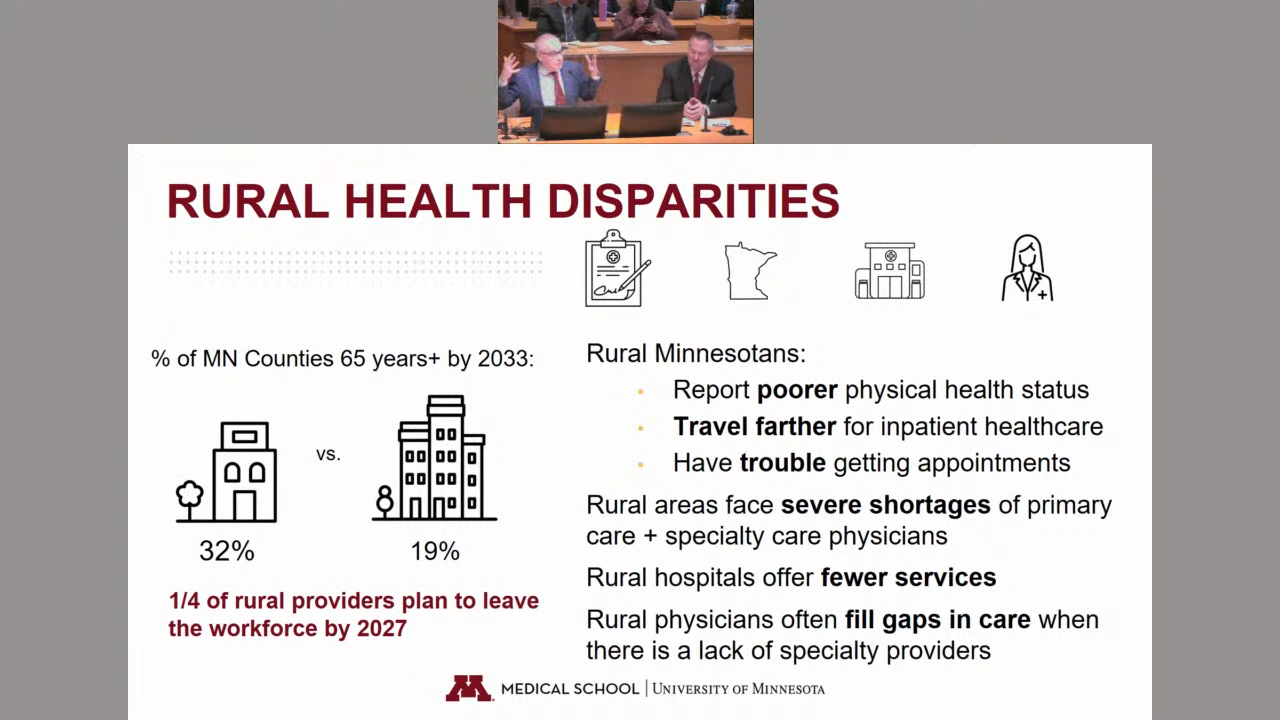 RURAL HEALTH DISPARITIES
% of MN Counties 65 years+ by 2033:
vs.
32%
19%
1/4 of rural providers plan to leave
the workforce by 2027
Rural Minnesotans:
• Report poorer physical health status
• Travel farther for inpatient healthcare
• Have trouble getting appointments
Rural areas face severe shortages of primary
care + specialty care physicians
Rural hospitals offer fewer services
Rural physicians often fill gaps in care when
there is a lack of specialty providers
M MEDICAL SCHOOL | UNIVERSITY OF MINNESOTA